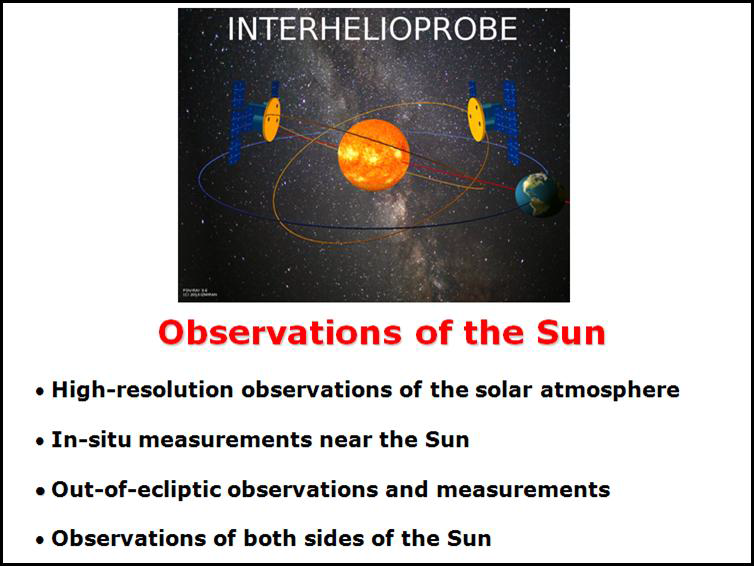 INTERHELIOPROBE
Observations of the Sun
• High-resolution observations of the solar atmosphere
• In-situ measurements near the Sun
• Out-of-ecliptic observations and measurements
• Observations of both sides of the Sun